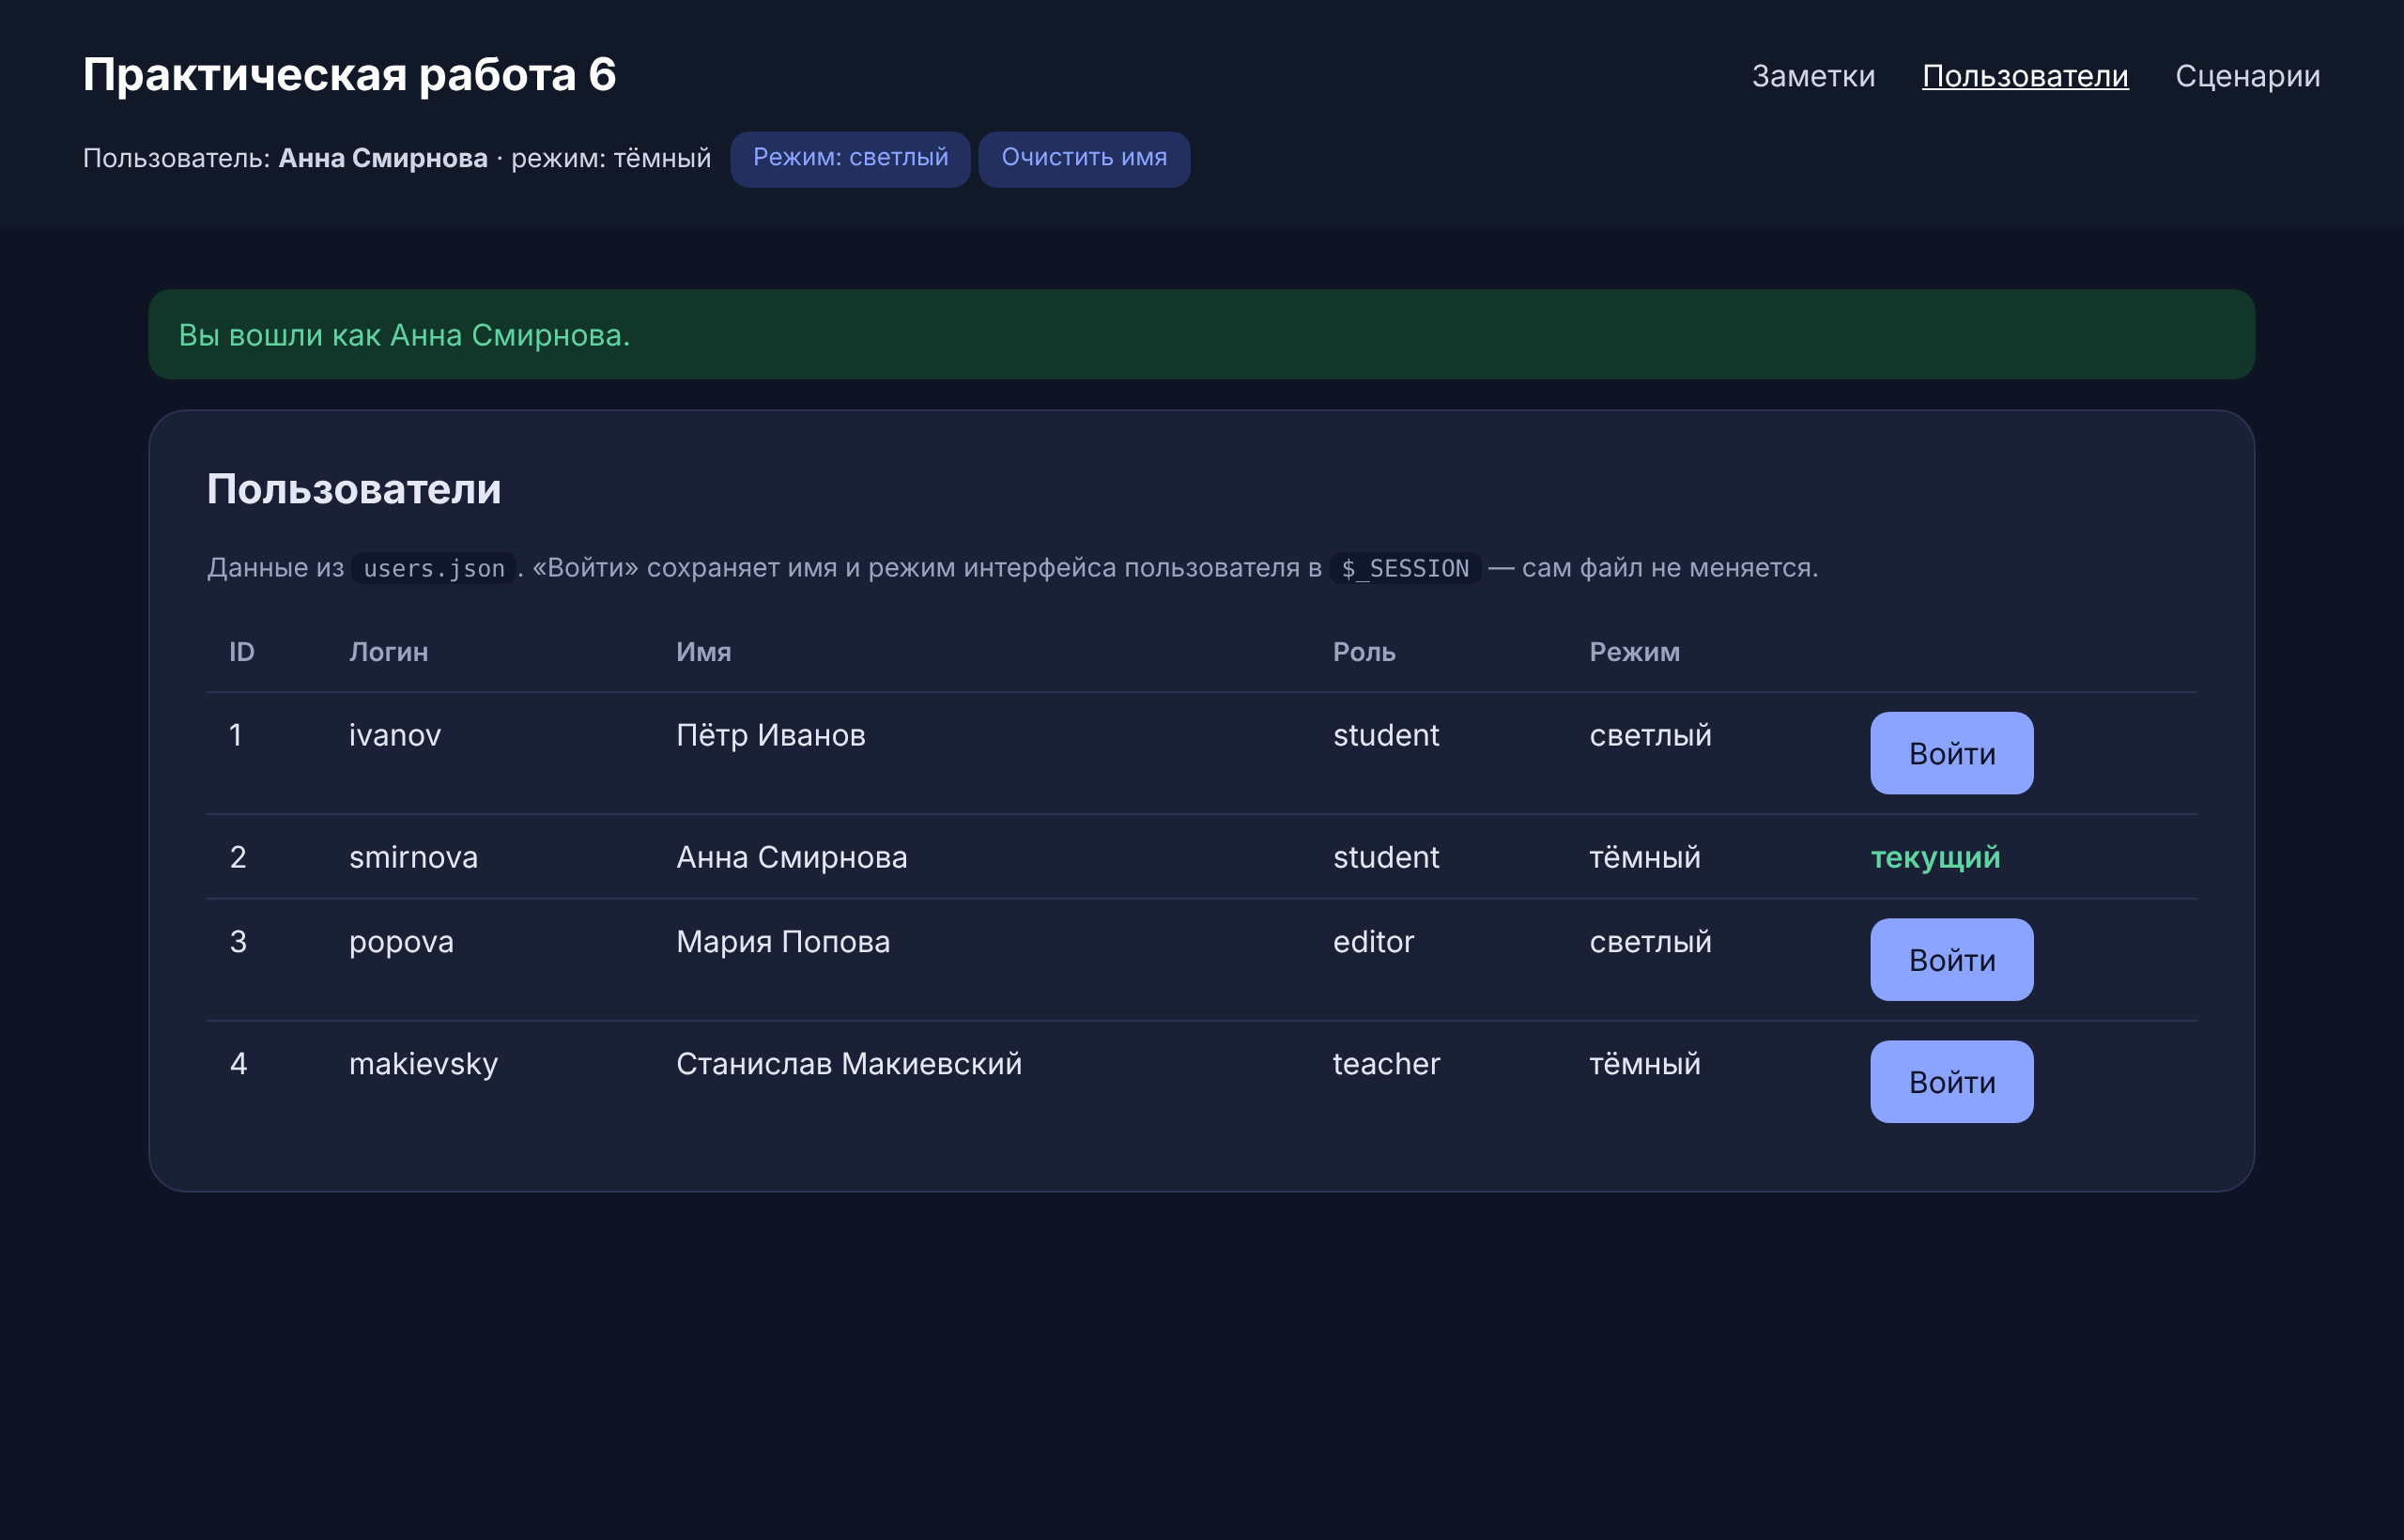 Практическая работа 6
Заметки Пользователи Сценарии
Пользователь: Анна Смирнова · режим: тёмный Режим: светлый Очистить имя
Вы вошли как Анна Смирнова.
Пользователи
Данные из users.json. «Войти» сохраняет имя и режим интерфейса пользователя в $_SESSION — сам файл не меняется.
ID Логин Имя Роль Режим
1 ivanov Пётр Иванов student светлый Войти
2 smirnova Анна Смирнова student тёмный текущий
3 popova Мария Попова editor светлый Войти
4 makievsky Станислав Макиевский teacher тёмный Войти